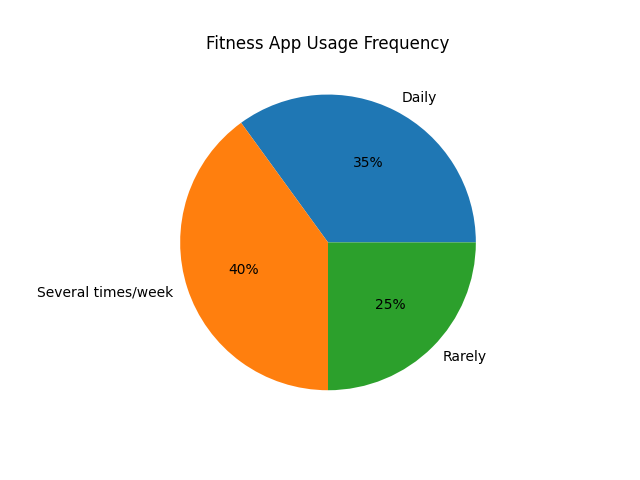 Fitness App Usage Frequency
Daily
35%
40%
Several times/week
25%
Rarely